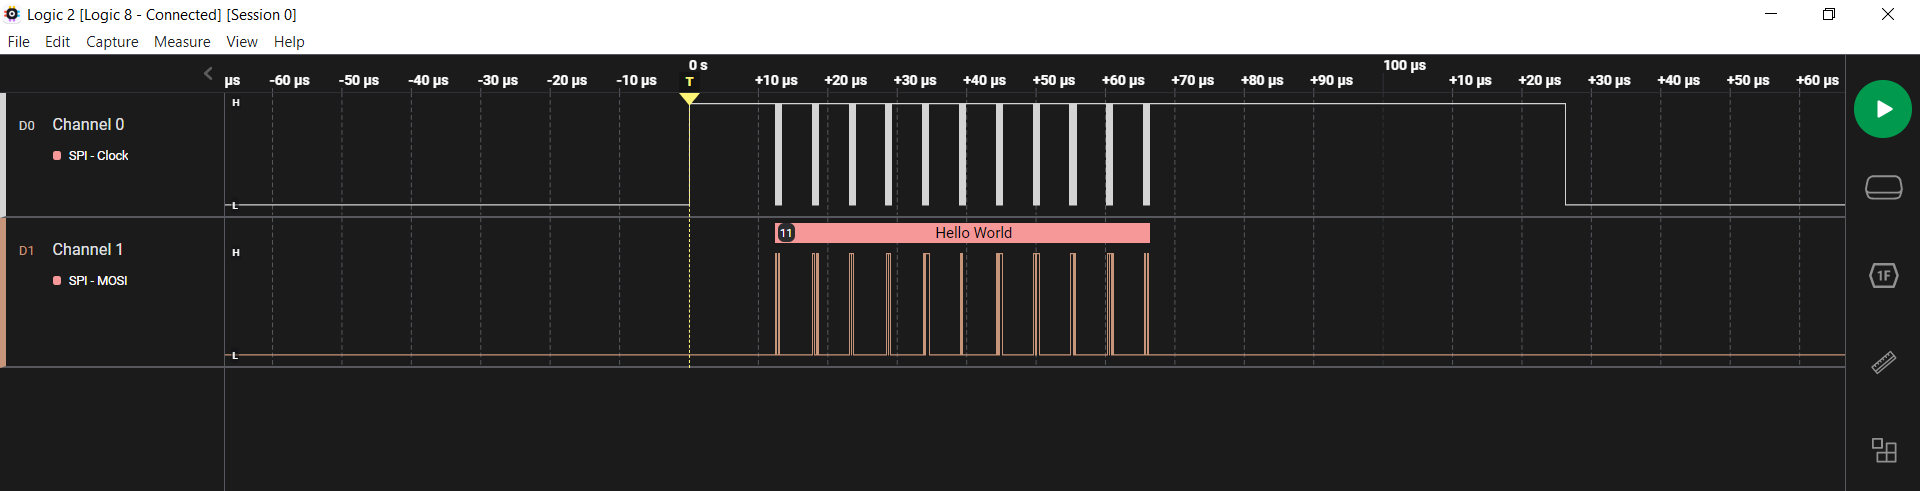 Logic 2 [Logic 8 - Connected] [Session 0]
File Edit Capture Measure View Help
0 s 100 µs
µs -60 µs -50 µs -40 µs -30 µs -20 µs -10 µs T +10 µs +20 µs +30 µs +40 µs +50 µs +60 µs +70 µs +80 µs +90 µs +10 µs +20 µs +30 µs +40 µs +50 µs +60 µs
H
D0 Channel 0
SPI - Clock
L
11 Hello World
D1 Channel 1
H
SPI - MOSI
1F
L